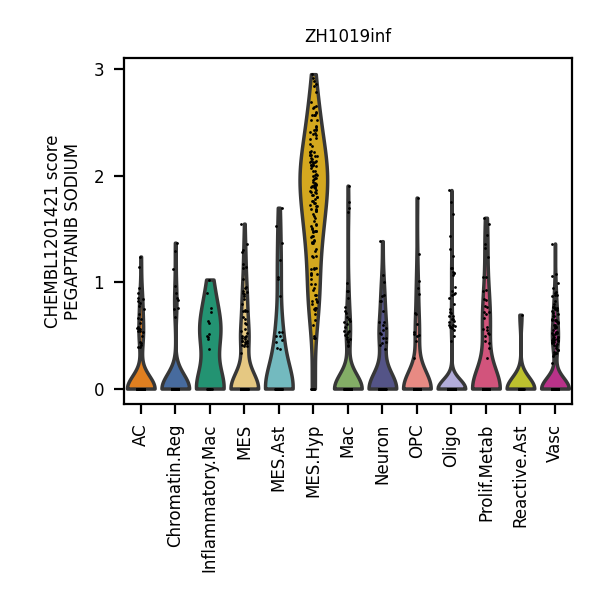 ZH1019inf
CHEMBL1201421 score
PEGAPTANIB SODIUM
3
2
1
0
AC
Chromatin.Reg
Inflammatory.Mac
MES
MES.Ast
MES.Hyp
Mac
Neuron
OPC
Oligo
Prolif.Metab
Reactive.Ast
Vasc